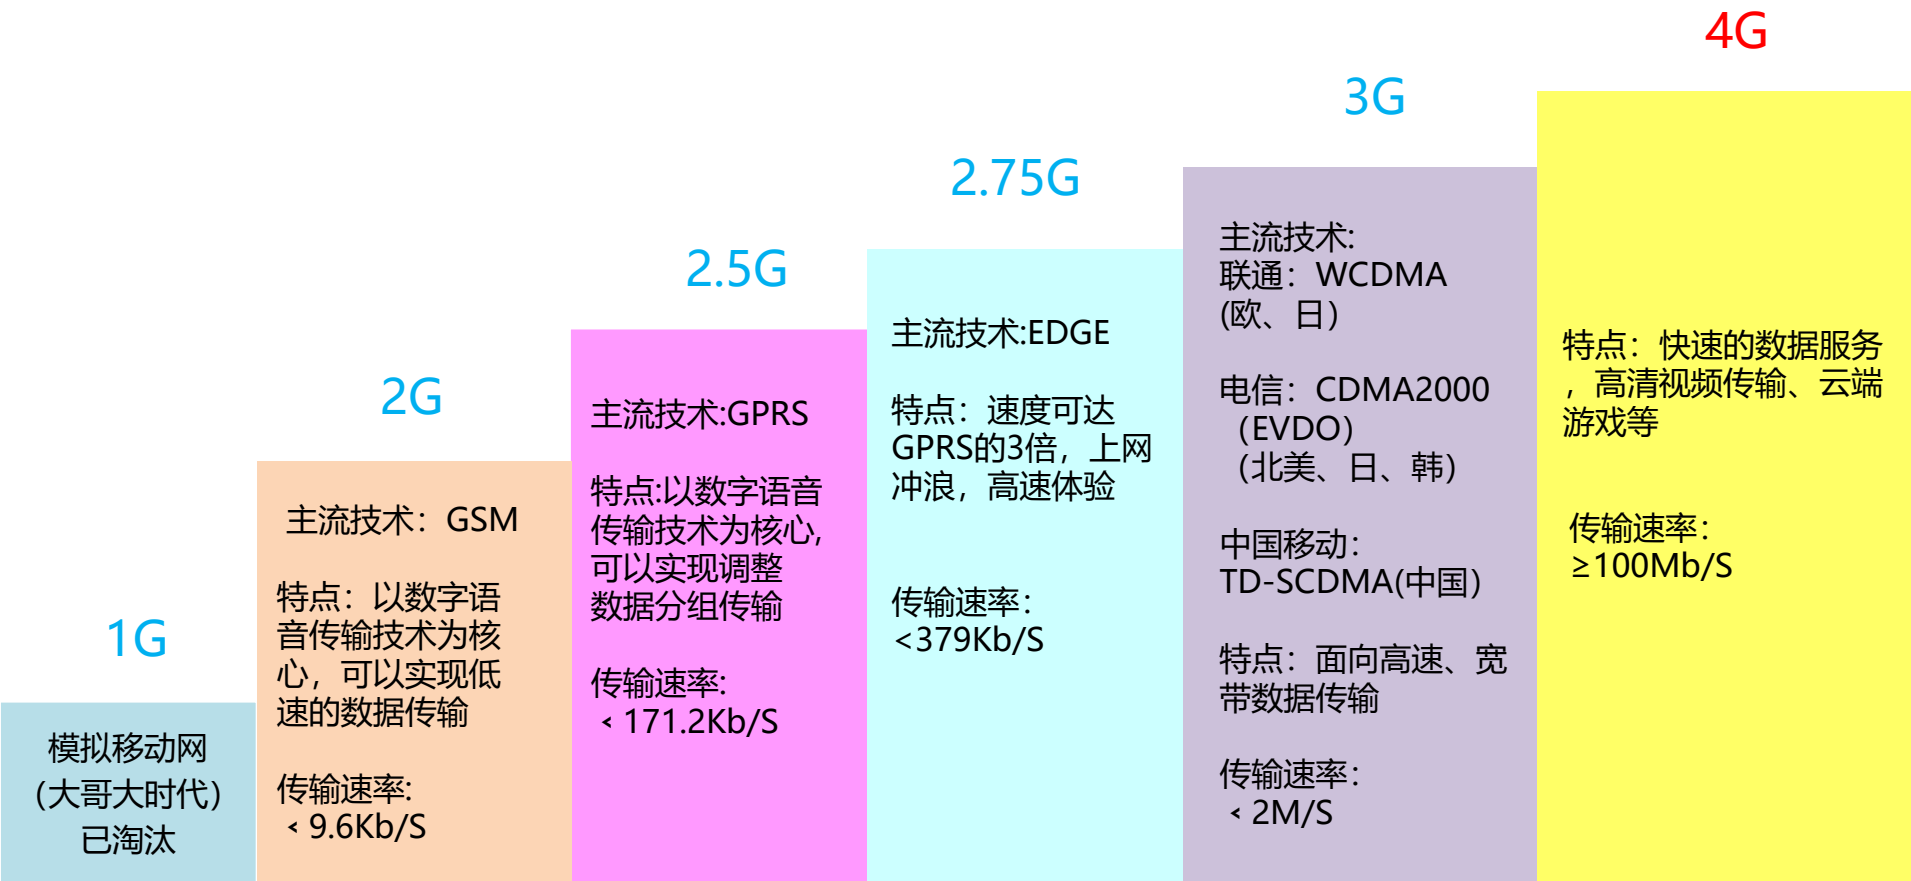 1G
模拟移动网
（大哥大时代）
已淘汰
2G
主流技术：GSM
特点：以数字语
音传输技术为核
心，可以实现低
速的数据传输
传输速率:
＜9.6Kb/S
2.5G
主流技术:GPRS
特点:以数字语音
传输技术为核心,
可以实现调整
数据分组传输
传输速率:
＜171.2Kb/S
2.75G
主流技术:EDGE
特点：速度可达
GPRS的3倍，上网
冲浪，高速体验
传输速率：
<379Kb/S
3G
主流技术:
联通：WCDMA
(欧、日）
电信：CDMA2000
（EVDO）
（北美、日、韩）
中国移动：
TD-SCDMA(中国）
特点：面向高速、宽
带数据传输
传输速率：
＜2M/S
4G
特点：快速的数据服务
，高清视频传输、云端
游戏等
传输速率：
≥100Mb/S